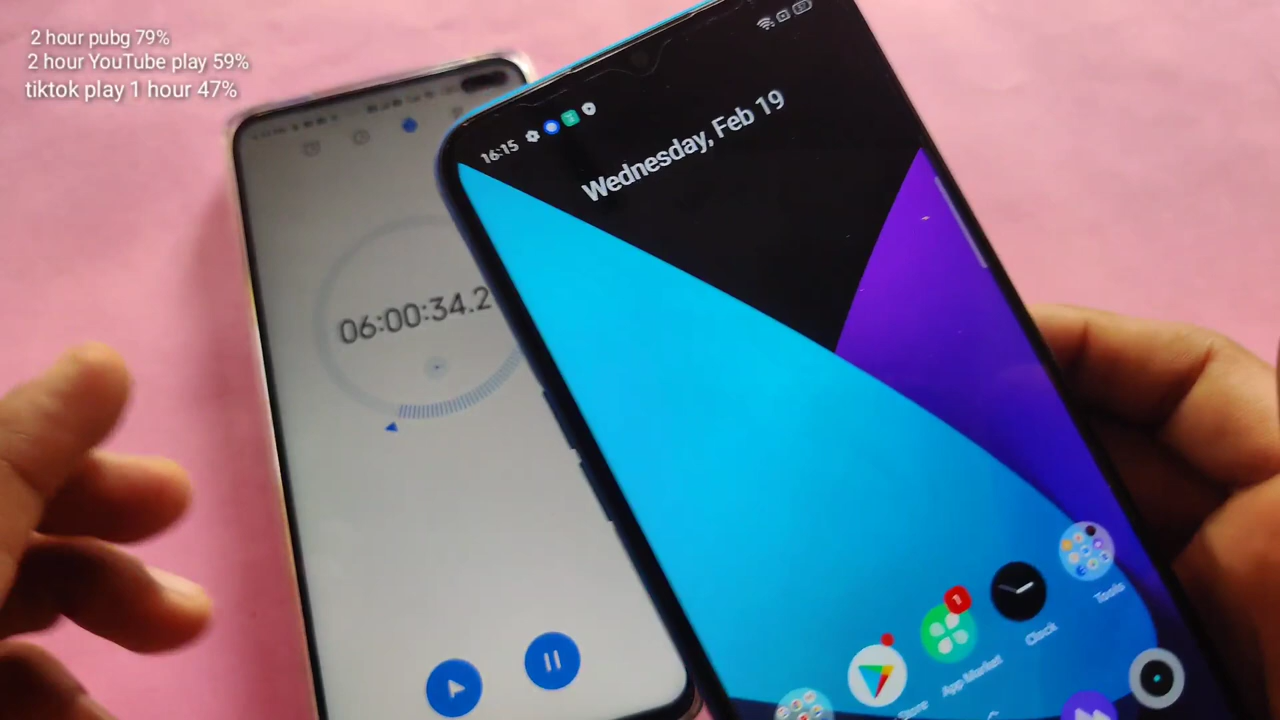 2 hour pubg 79%
2 hour YouTube play 59%
tiktok play 1 hour 47%
16:15
Wednesday, Feb 19
06:00:34.2
Tools
Clock
App Market
Store